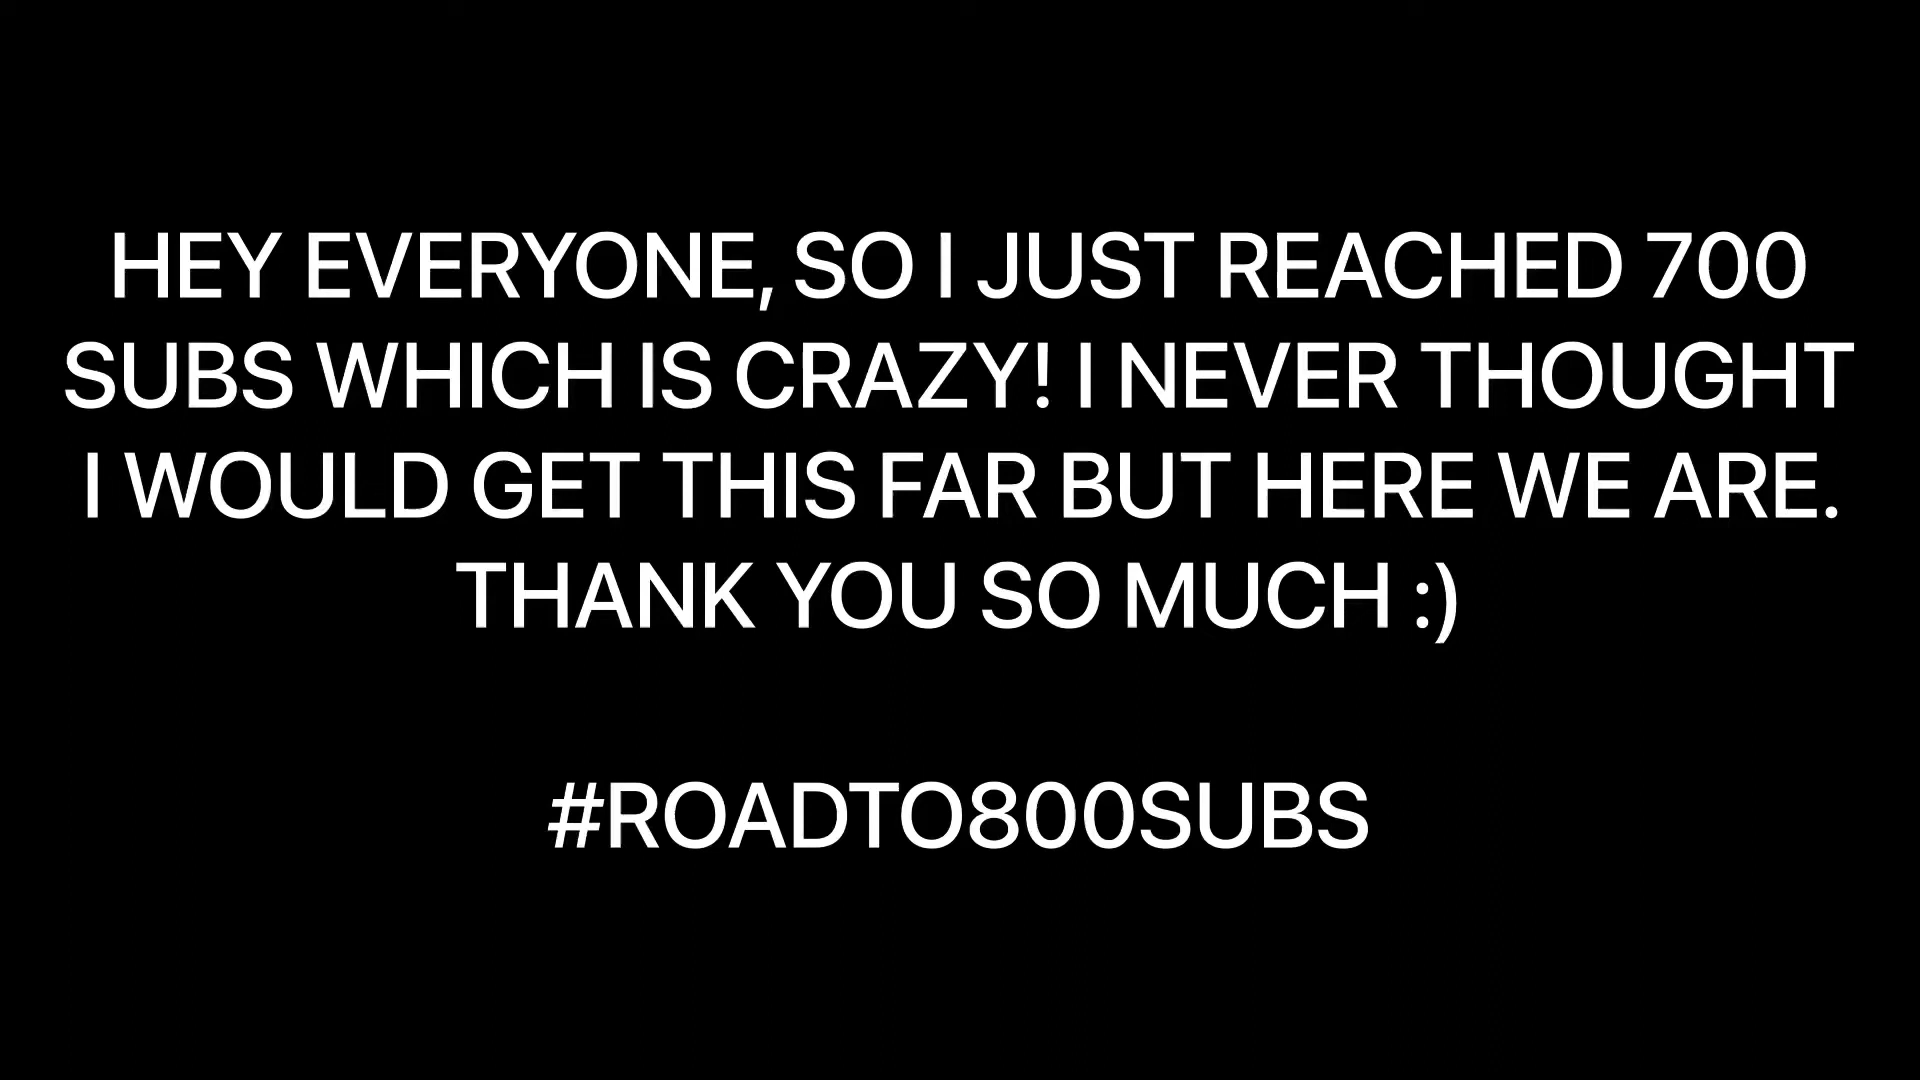 HEY EVERYONE, SO I JUST REACHED 700
SUBS WHICH IS CRAZY! I NEVER THOUGHT
I WOULD GET THIS FAR BUT HERE WE ARE.
THANK YOU SO MUCH :)
#ROADTO800SUBS